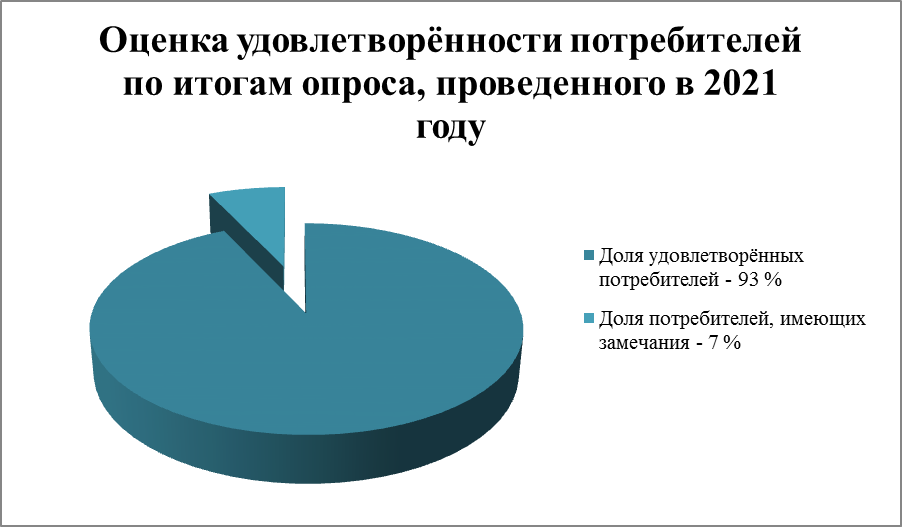 Оценка удовлетворённости потребителей
по итогам опроса, проведенного в 2021
году
Доля удовлетворённых
потребителей - 93 %
Доля потребителей, имеющих
замечания - 7 %